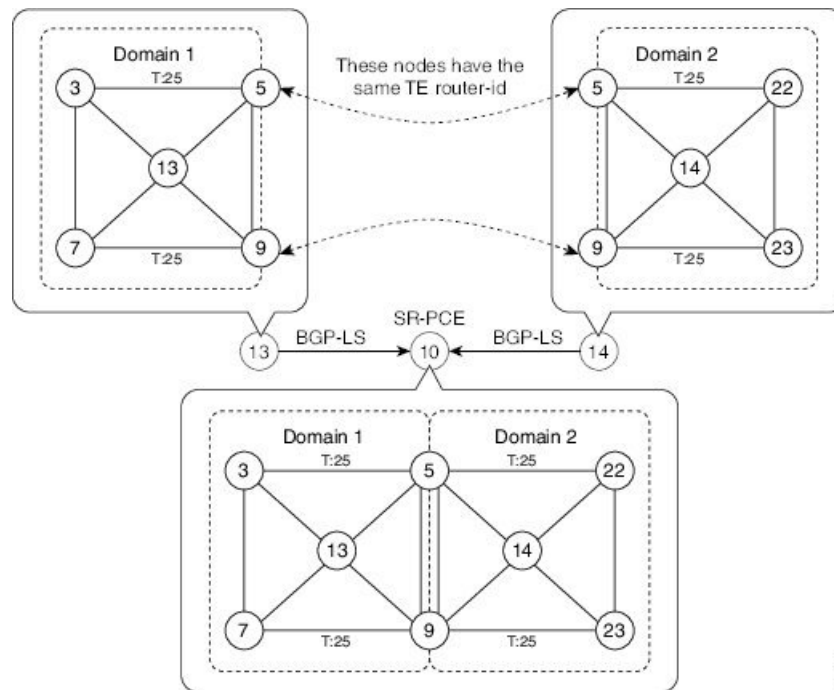 Domain 1
T:25
3
5
13
7
9
T:25
These nodes have the
same TE router-id
Domain 2
T:25
5
22
14
9
23
T:25
SR-PCE
13
BGP-LS
10
BGP-LS
14
Domain 1
Domain 2
T:25
T:25
3
5
22
13
14
7
9
23
T:25
T:25